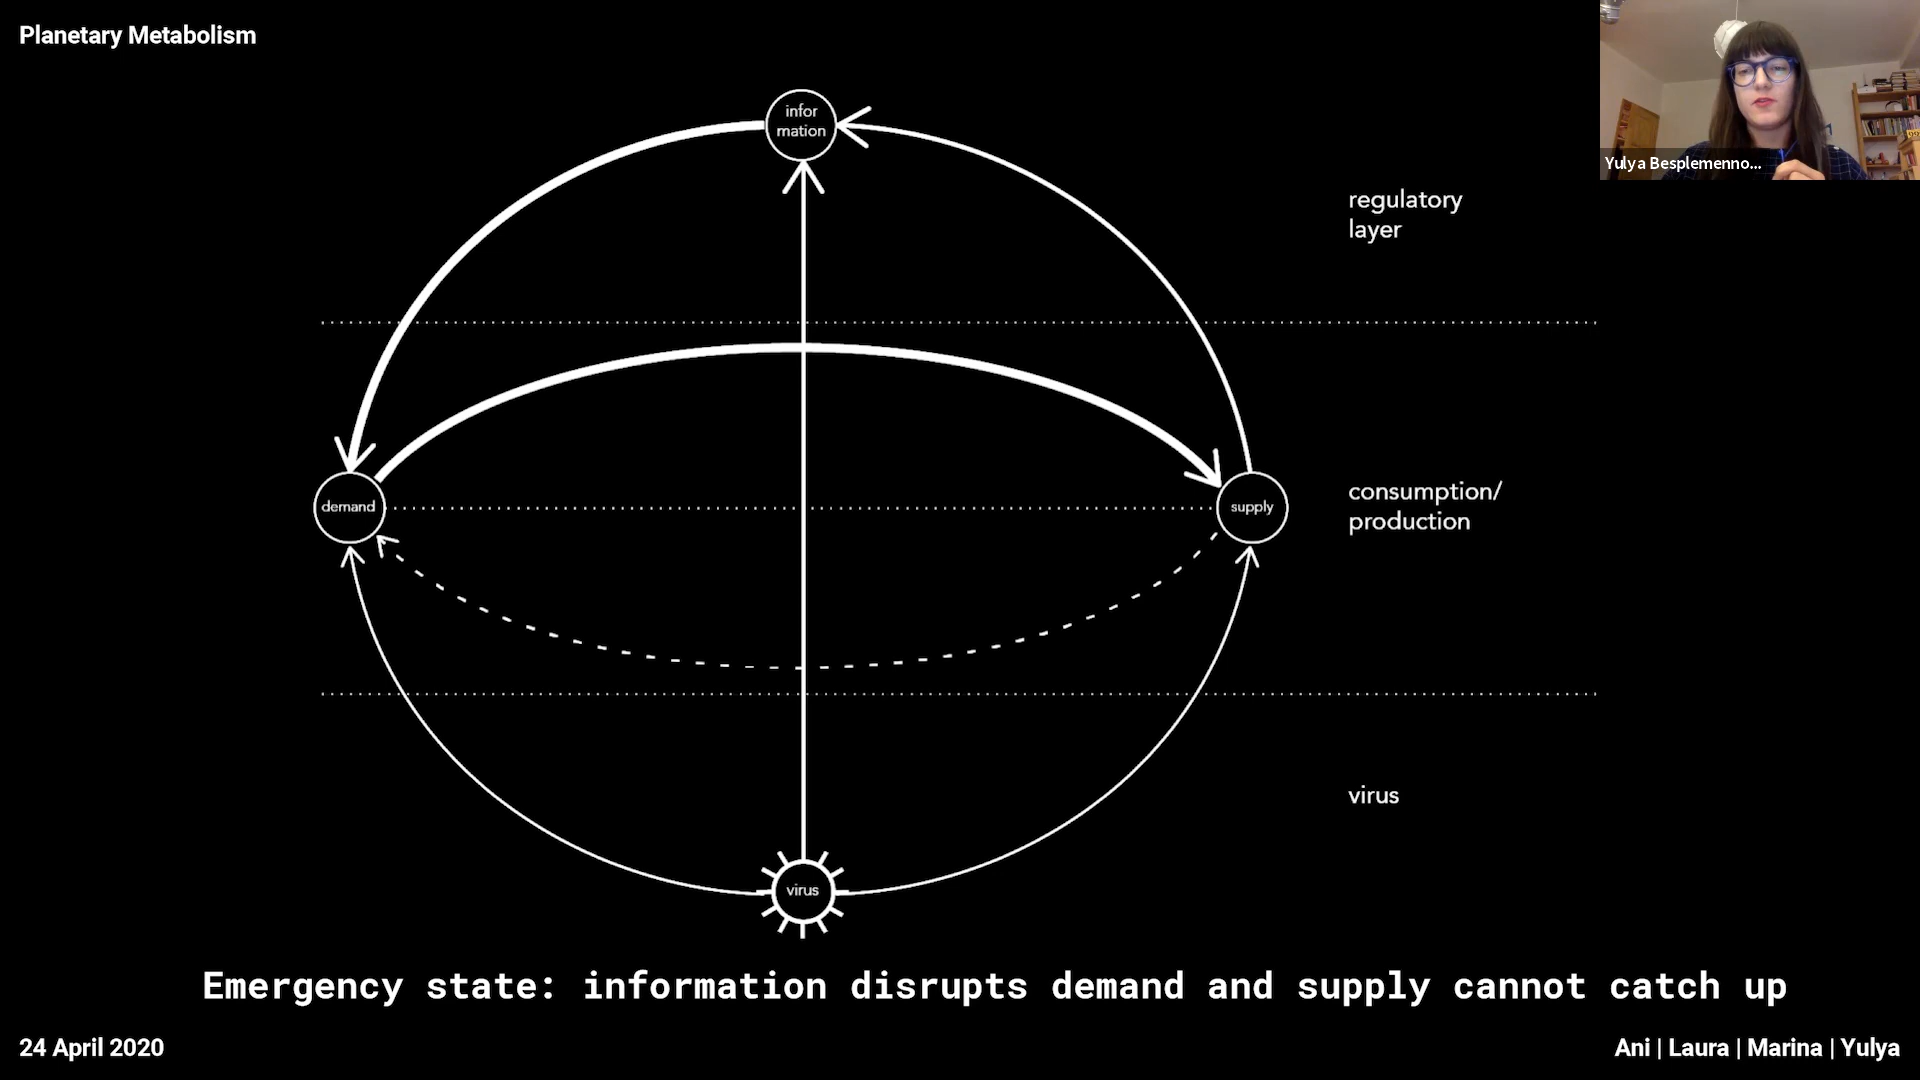 Planetary Metabolism
Yulya Besplemenno...
infor
mation
regulatory
layer
demand
supply
consumption/
production
virus
virus
Emergency state: information disrupts demand and supply cannot catch up
24 April 2020
Ani | Laura | Marina | Yulya